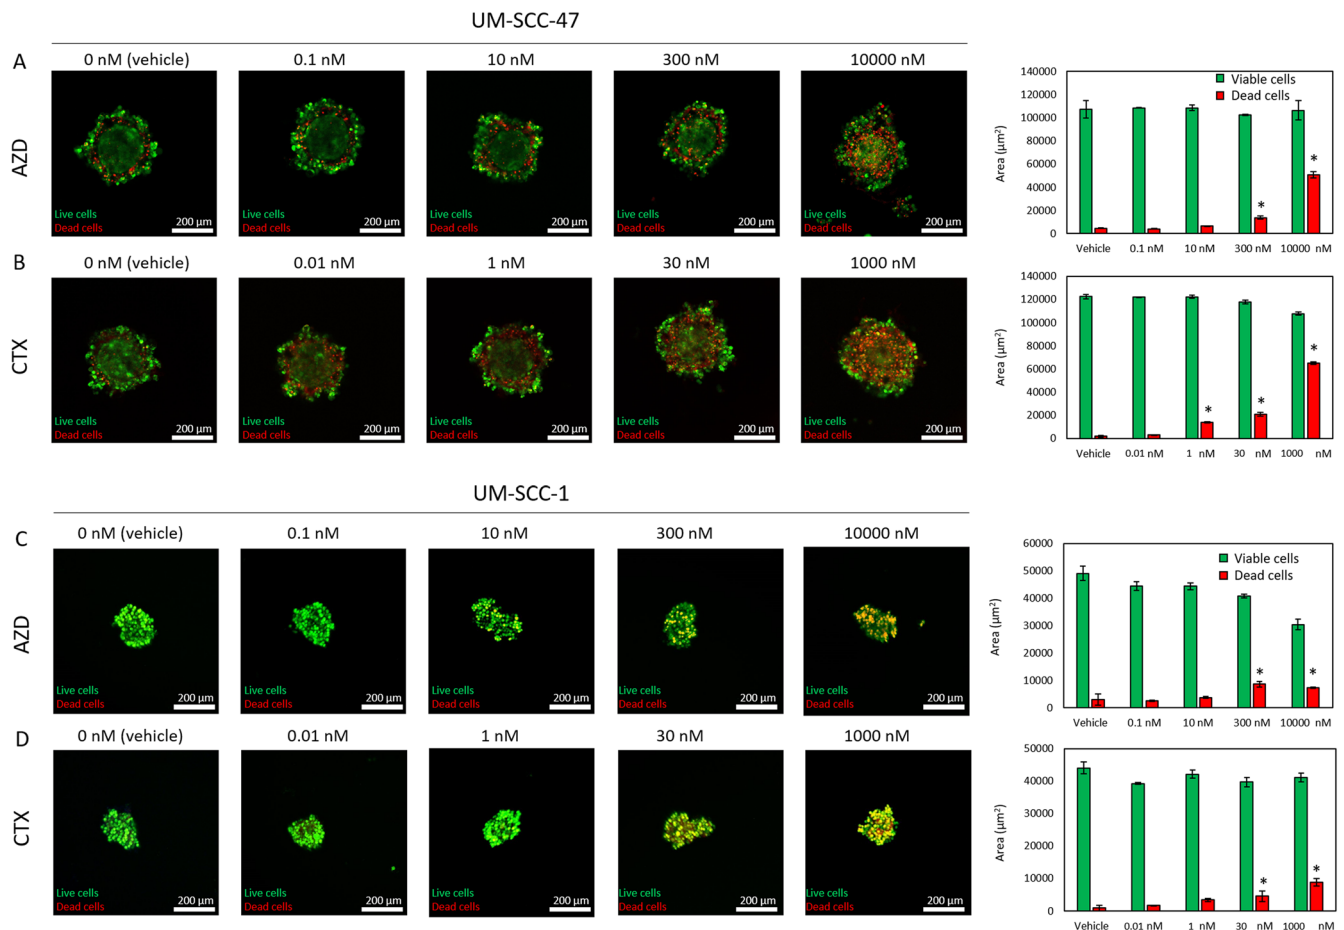 UM-SCC-47
A
0 nM (vehicle)
0.1 nM
10 nM
300 nM
10000 nM
AZD
Live cells
Dead cells
200 µm
Live cells
Dead cells
200 µm
Live cells
Dead cells
200 µm
Live cells
Dead cells
200 µm
Live cells
Dead cells
200 µm
140000
120000
100000
80000
60000
40000
20000
0
Area (µm²)
Viable cells
Dead cells
*
*
Vehicle
0.1 nM
10 nM
300 nM
10000 nM
B
0 nM (vehicle)
0.01 nM
1 nM
30 nM
1000 nM
CTX
Live cells
Dead cells
200 µm
Live cells
Dead cells
200 µm
Live cells
Dead cells
200 µm
Live cells
Dead cells
200 µm
Live cells
Dead cells
200 µm
140000
120000
100000
80000
60000
40000
20000
0
Area (µm²)
*
*
*
Vehicle
0.01 nM
1 nM
30 nM
1000 nM
UM-SCC-1
C
0 nM (vehicle)
0.1 nM
10 nM
300 nM
10000 nM
AZD
Live cells
Dead cells
200 µm
Live cells
Dead cells
200 µm
Live cells
Dead cells
200 µm
Live cells
Dead cells
200 µm
Live cells
Dead cells
200 µm
60000
50000
40000
30000
20000
10000
0
Area (µm²)
Viable cells
Dead cells
*
*
Vehicle
0.1 nM
10 nM
300 nM
10000 nM
D
0 nM (vehicle)
0.01 nM
1 nM
30 nM
1000 nM
CTX
Live cells
Dead cells
200 µm
Live cells
Dead cells
200 µm
Live cells
Dead cells
200 µm
Live cells
Dead cells
200 µm
Live cells
Dead cells
200 µm
50000
40000
30000
20000
10000
0
Area (µm²)
*
*
Vehicle
0.01 nM
1 nM
30 nM
1000 nM